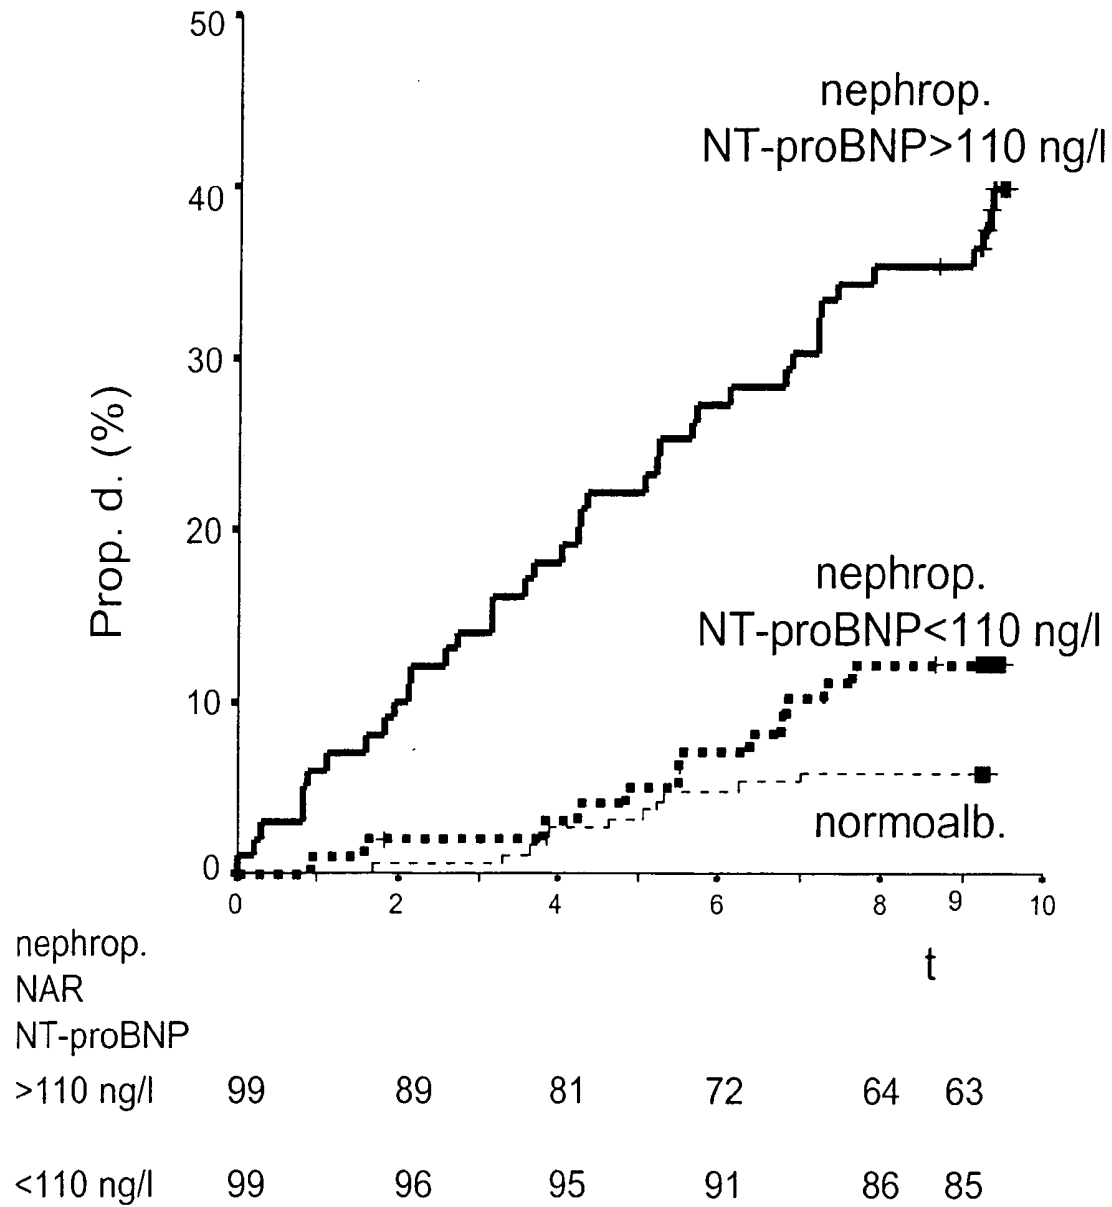 50
nephrop.
NT-proBNP>110 ng/l
40
30
Prop. d. (%)
20
nephrop.
NT-proBNP<110 ng/l
10
normoalb.
0
0 2 4 6 8 9 10
t
nephrop.
NAR
NT-proBNP
>110 ng/l 99 89 81 72 64 63
<110 ng/l 99 96 95 91 86 85